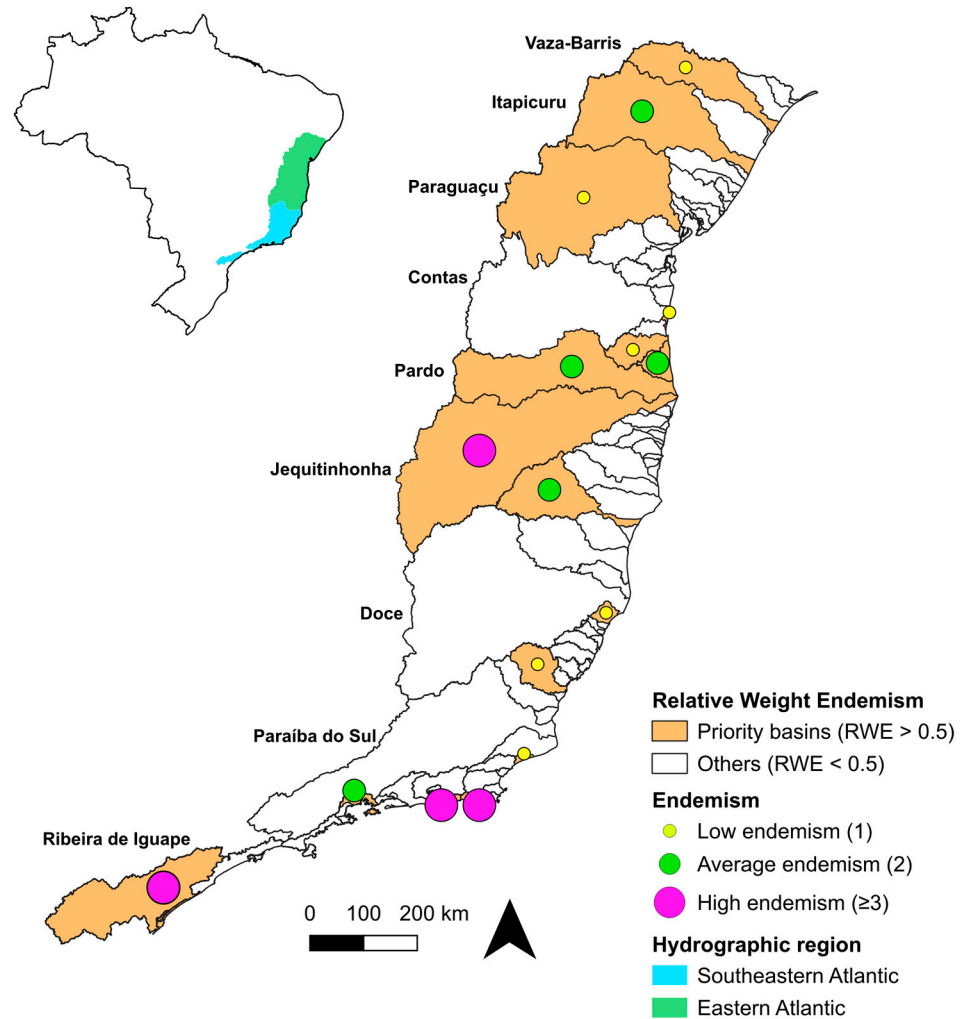 Vaza-Barris
Itapicuru
Paraguaçu
Contas
Pardo
Jequitinhonha
Doce
Paraíba do Sul
Ribeira de Iguape
0 100 200 km
Relative Weight Endemism
Priority basins (RWE > 0.5)
Others (RWE < 0.5)
Endemism
Low endemism (1)
Average endemism (2)
High endemism (≥3)
Hydrographic region
Southeastern Atlantic
Eastern Atlantic